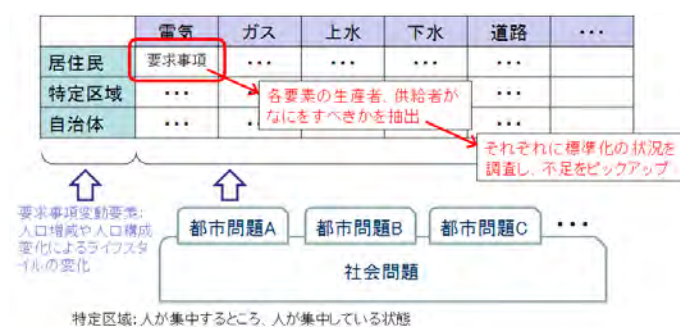 電気 ガス 上水 下水 道路 ･･･
居住民 要求事項 ･･･ ･･･ ･･･ ･･･
特定区域 ･･･ ･･･
自治体 ･･･ ･･･
各要素の生産者、供給者が
なにをすべきかを抽出
それぞれに標準化の状況を
調査し、不足をピックアップ
要求事項変動要素:
人口増減や人口構成
変化によるライフスタ
イルの変化
都市問題A 都市問題B 都市問題C ･･･
社会問題
特定区域:人が集中するところ、人が集中している状態